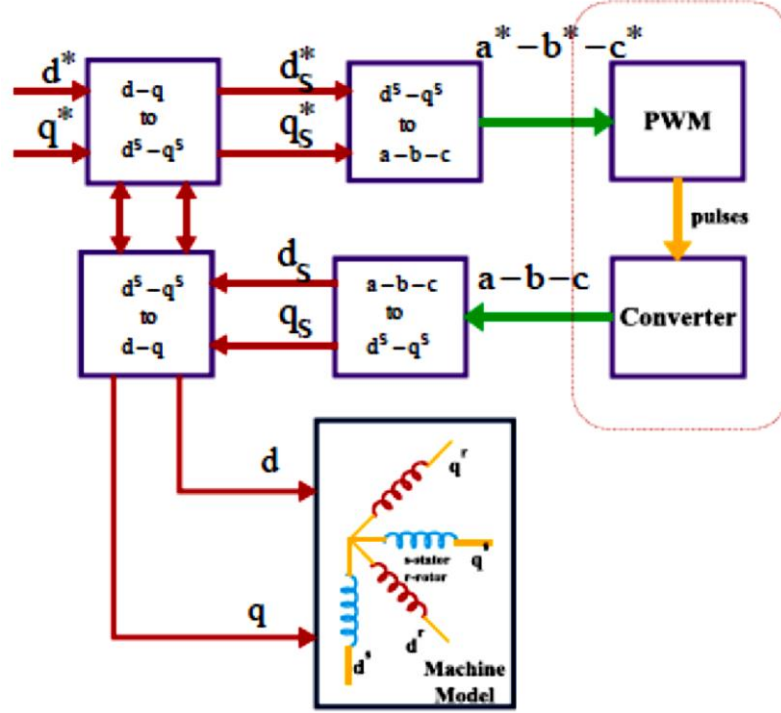 d*
q*
d-q
to
dˢ-qˢ
dₛ*
qₛ*
dˢ-qˢ
to
a-b-c
a*-b*-c*
PWM
pulses
dˢ-qˢ
to
d-q
dₛ
qₛ
a-b-c
to
dˢ-qˢ
a-b-c
Converter
d
q
qʳ
s-stator
r-rotor
qˢ
dʳ
dˢ
Machine
Model